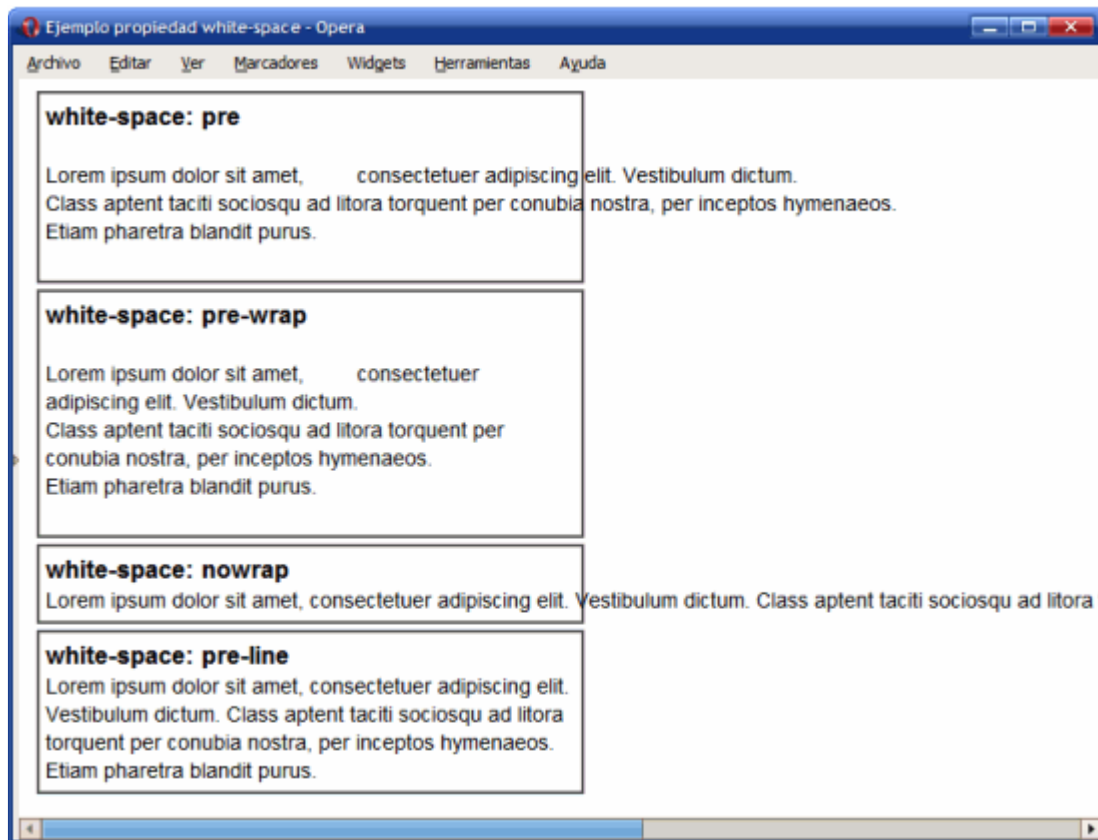 Ejemplo propiedad white-space - Opera
Archivo Editar Ver Marcadores Widgets Herramientas Ayuda
white-space: pre
Lorem ipsum dolor sit amet,         consectetuer adipiscing elit. Vestibulum dictum.
Class aptent taciti sociosqu ad litora torquent per conubia nostra, per inceptos hymenaeos.
Etiam pharetra blandit purus.
white-space: pre-wrap
Lorem ipsum dolor sit amet,         consectetuer
adipiscing elit. Vestibulum dictum.
Class aptent taciti sociosqu ad litora torquent per
conubia nostra, per inceptos hymenaeos.
Etiam pharetra blandit purus.
white-space: nowrap
Lorem ipsum dolor sit amet, consectetuer adipiscing elit. Vestibulum dictum. Class aptent taciti sociosqu ad litora
white-space: pre-line
Lorem ipsum dolor sit amet, consectetuer adipiscing elit.
Vestibulum dictum. Class aptent taciti sociosqu ad litora
torquent per conubia nostra, per inceptos hymenaeos.
Etiam pharetra blandit purus.